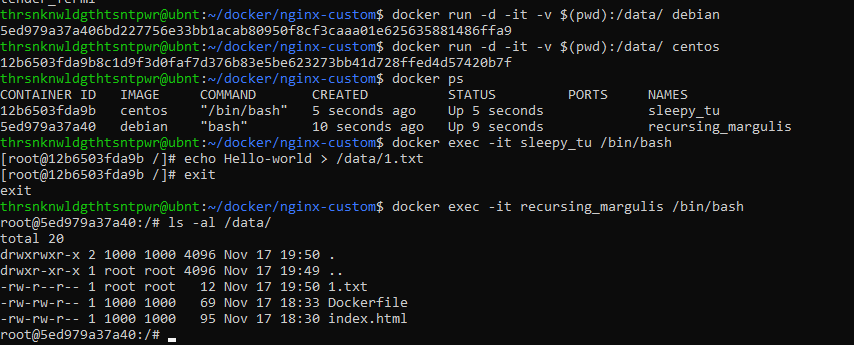 thrsnknwldgthtsntpwr@ubnt:~/docker/nginx-custom$ docker run -d -it -v $(pwd):/data/ debian
5ed979a37a406bd227756e33bb1acab80950f8cf3caaa01e625635881486ffa9
thrsnknwldgthtsntpwr@ubnt:~/docker/nginx-custom$ docker run -d -it -v $(pwd):/data/ centos
12b6503fda9b8c1d9f3d0faf7d376b83e5be623273bb41d728ffed4d57420b7f
thrsnknwldgthtsntpwr@ubnt:~/docker/nginx-custom$ docker ps
CONTAINER ID   IMAGE     COMMAND       CREATED          STATUS         PORTS     NAMES
12b6503fda9b   centos    "/bin/bash"   5 seconds ago    Up 5 seconds             sleepy_tu
5ed979a37a40   debian    "bash"        10 seconds ago   Up 9 seconds             recursing_margulis
thrsnknwldgthtsntpwr@ubnt:~/docker/nginx-custom$ docker exec -it sleepy_tu /bin/bash
[root@12b6503fda9b /]# echo Hello-world > /data/1.txt
[root@12b6503fda9b /]# exit
exit
thrsnknwldgthtsntpwr@ubnt:~/docker/nginx-custom$ docker exec -it recursing_margulis /bin/bash
root@5ed979a37a40:/# ls -al /data/
total 20
drwxrwxr-x 2 1000 1000 4096 Nov 17 19:50 .
drwxr-xr-x 1 root root 4096 Nov 17 19:49 ..
-rw-r--r-- 1 root root   12 Nov 17 19:50 1.txt
-rw-rw-r-- 1 1000 1000   69 Nov 17 18:33 Dockerfile
-rw-rw-r-- 1 1000 1000   95 Nov 17 18:30 index.html
root@5ed979a37a40:/#